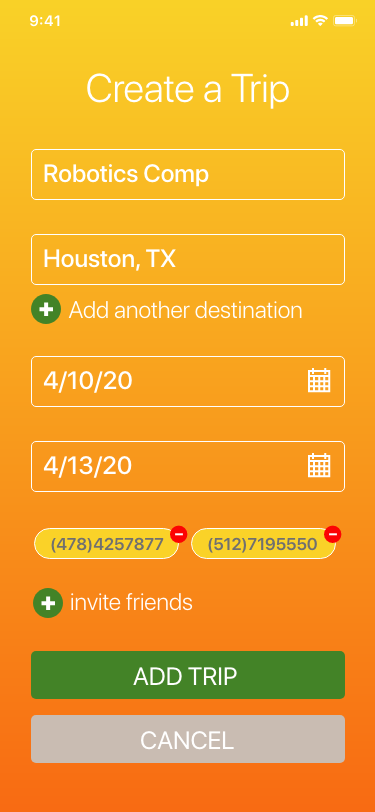 9:41
Create a Trip
Robotics Comp
Houston, TX
Add another destination
4/10/20
4/13/20
(478)4257877 (512)7195550
invite friends
ADD TRIP
CANCEL